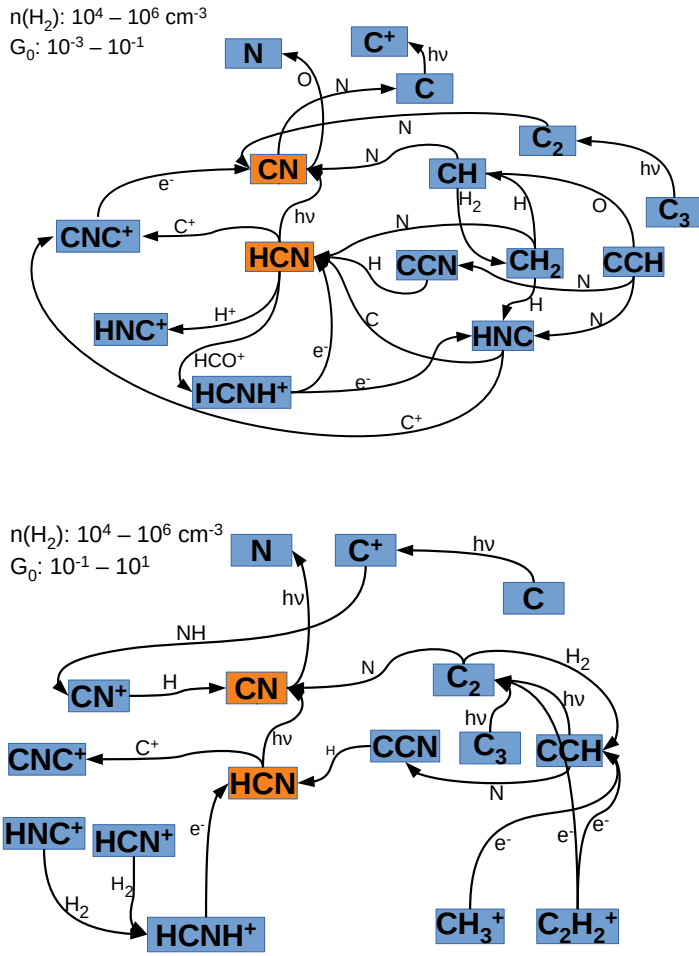 n(H₂): 10⁴ – 10⁶ cm⁻³
G₀: 10⁻³ – 10⁻¹
N
C⁺
hν
O
N
C
N
C₂
CN
N
CH
hν
e⁻
H₂
H
O
C₃
hν
CNC⁺
C⁺
N
HCN
H
CCN
CH₂
N
CCH
H
HNC⁺
H⁺
C
HNC
N
HCO⁺
e⁻
HCNH⁺
e⁻
C⁺
n(H₂): 10⁴ – 10⁶ cm⁻³
G₀: 10⁻¹ – 10¹
N
C⁺
hν
hν
C
NH
H₂
CN⁺
H
CN
N
C₂
hν
hν
CNC⁺
C⁺
hν
H
CCN
C₃
CCH
HCN
N
HNC⁺
HCN⁺
e⁻
e⁻
e⁻
e⁻
H₂
H₂
HCNH⁺
CH₃⁺
C₂H₂⁺